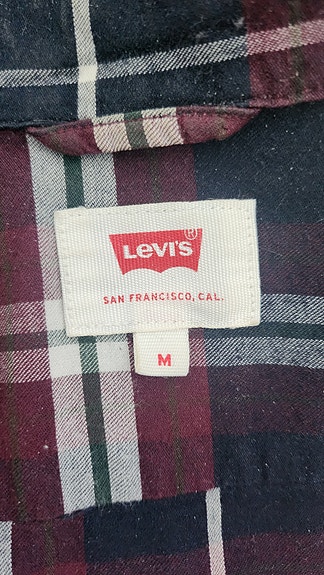 LEVI'S®
SAN FRANCISCO, CAL.
M